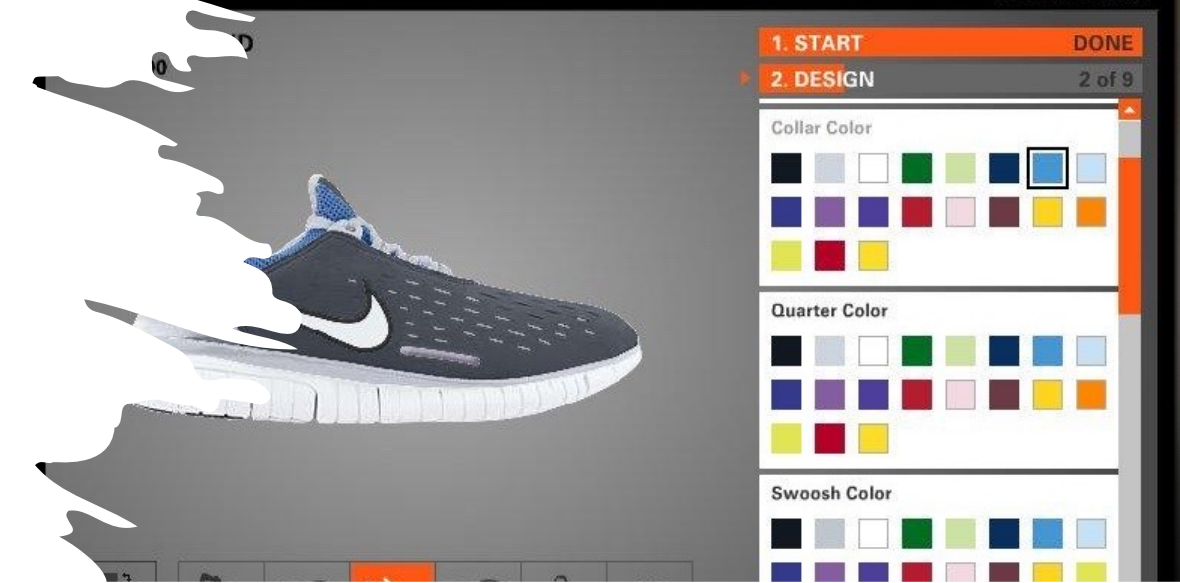 1. START DONE
2. DESIGN 2 of 9
Collar Color
Quarter Color
Swoosh Color